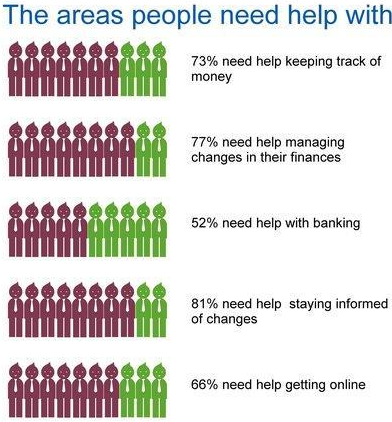 The areas people need help with
73% need help keeping track of
money
77% need help managing
changes in their finances
52% need help with banking
81% need help  staying informed
of changes
66% need help getting online